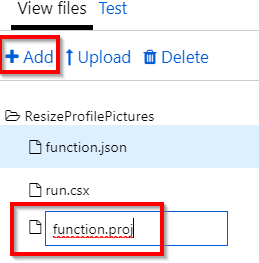 View files Test
+ Add Upload Delete
ResizeProfilePictures
function.json
run.csx
function.proj